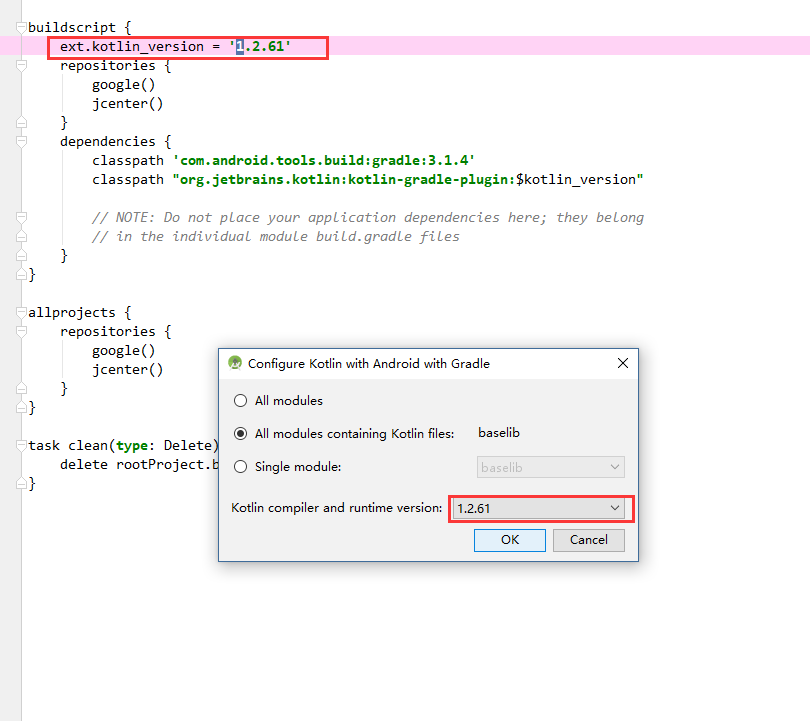 buildscript {
ext.kotlin_version = '1.2.61'
repositories {
google()
jcenter()
}
dependencies {
classpath 'com.android.tools.build:gradle:3.1.4'
classpath "org.jetbrains.kotlin:kotlin-gradle-plugin:$kotlin_version"
// NOTE: Do not place your application dependencies here; they belong
// in the individual module build.gradle files
}
}
allprojects {
repositories {
google()
jcenter()
}
}
task clean(type: Delete)
delete rootProject.b
}
Configure Kotlin with Android with Gradle
All modules
All modules containing Kotlin files: baselib
Single module: baselib
Kotlin compiler and runtime version: 1.2.61
OK Cancel